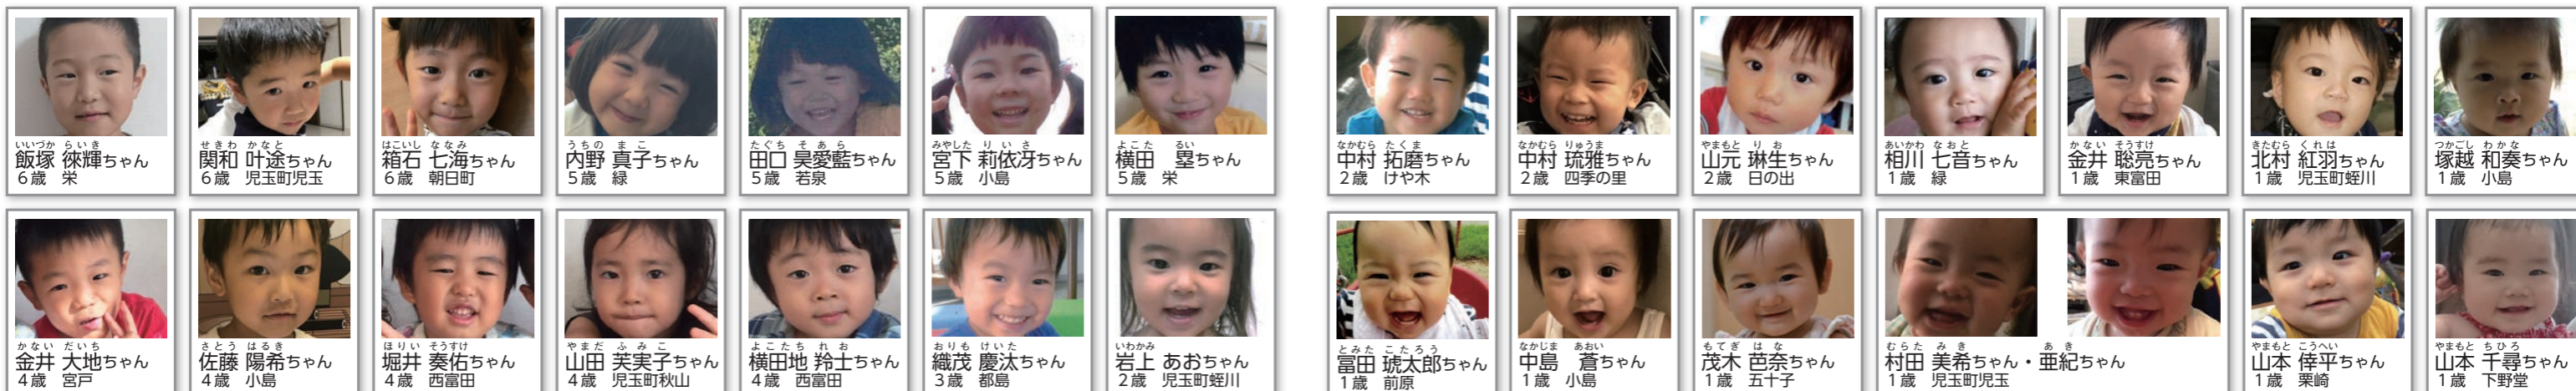 いいづか らいき
飯塚 徠輝ちゃん
6歳 栄
せきわ かなと
関和 叶途ちゃん
6歳 児玉町児玉
はこいし ななみ
箱石 七海ちゃん
6歳 朝日町
うちの まこ
内野 真子ちゃん
5歳 緑
たぐち そあら
田口 昊愛藍ちゃん
5歳 若泉
みやした りいさ
宮下 莉依冴ちゃん
5歳 小島
よこた るい
横田 塁ちゃん
5歳 栄
なかむら たくま
中村 拓磨ちゃん
2歳 けや木
なかむら りゅうま
中村 琉雅ちゃん
2歳 四季の里
やまもと りお
山元 琳生ちゃん
2歳 日の出
あいかわ なおと
相川 七音ちゃん
1歳 緑
かない そうすけ
金井 聡亮ちゃん
1歳 東富田
きたむら くれは
北村 紅羽ちゃん
1歳 児玉町蛭川
つかごし わかな
塚越 和奏ちゃん
1歳 小島
かない だいち
金井 大地ちゃん
4歳 宮戸
さとう はるき
佐藤 陽希ちゃん
4歳 小島
ほりい そうすけ
堀井 奏佑ちゃん
4歳 西富田
やまだ ふみこ
山田 芙実子ちゃん
4歳 児玉町秋山
よこたち れお
横田地 羚士ちゃん
4歳 西富田
おりも けいた
織茂 慶汰ちゃん
3歳 都島
いわかみ
岩上 あおちゃん
2歳 児玉町蛭川
とみた こたろう
冨田 琥太郎ちゃん
1歳 前原
なかじま あおい
中島 蒼ちゃん
1歳 小島
もてぎ はな
茂木 芭奈ちゃん
1歳 五十子
むらた みき あき
村田 美希ちゃん・亜紀ちゃん
1歳 児玉町児玉
やまもと こうへい
山本 倖平ちゃん
1歳 栗崎
やまもと ちひろ
山本 千尋ちゃん
1歳 下野堂